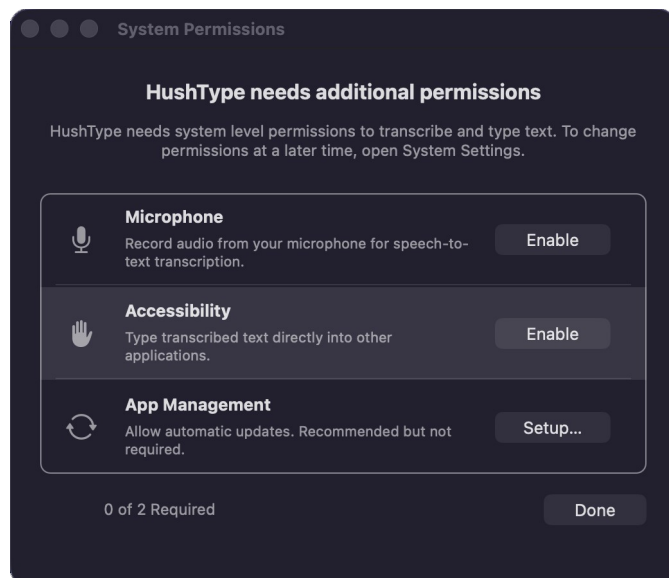 System Permissions
HushType needs additional permissions
HushType needs system level permissions to transcribe and type text. To change
permissions at a later time, open System Settings.
Microphone
Record audio from your microphone for speech-to-
text transcription.
Enable
Accessibility
Type transcribed text directly into other
applications.
Enable
App Management
Allow automatic updates. Recommended but not
required.
Setup...
0 of 2 Required
Done